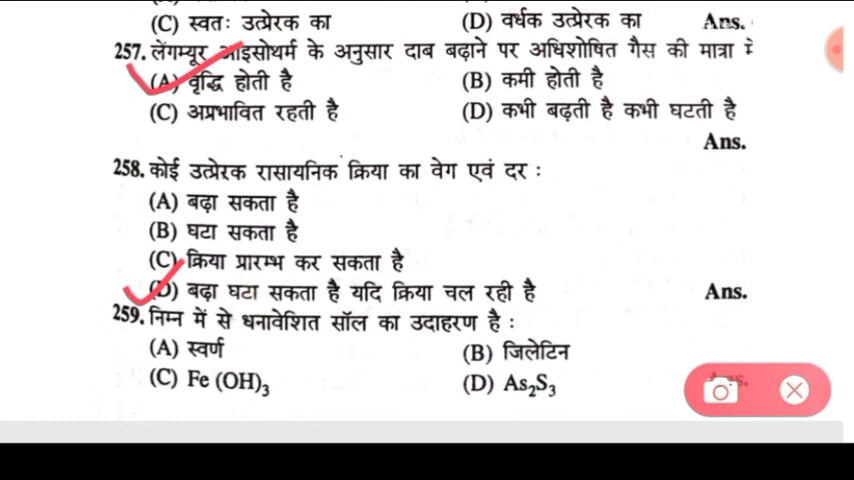 (C) स्वतः उत्प्रेरक का (D) वर्धक उत्प्रेरक का Ans.
257. लेंगम्यूर आइसोथर्म के अनुसार दाब बढ़ाने पर अधिशोषित गैस की मात्रा में
(A) वृद्धि होती है (B) कमी होती है
(C) अप्रभावित रहती है (D) कभी बढ़ती है कभी घटती है
Ans.
258. कोई उत्प्रेरक रासायनिक क्रिया का वेग एवं दर :
(A) बढ़ा सकता है
(B) घटा सकता है
(C) क्रिया प्रारम्भ कर सकता है
(D) बढ़ा घटा सकता है यदि क्रिया चल रही है Ans.
259. निम्न में से धनावेशित सॉल का उदाहरण है :
(A) स्वर्ण (B) जिलेटिन
(C) Fe (OH)₃ (D) As₂S₃